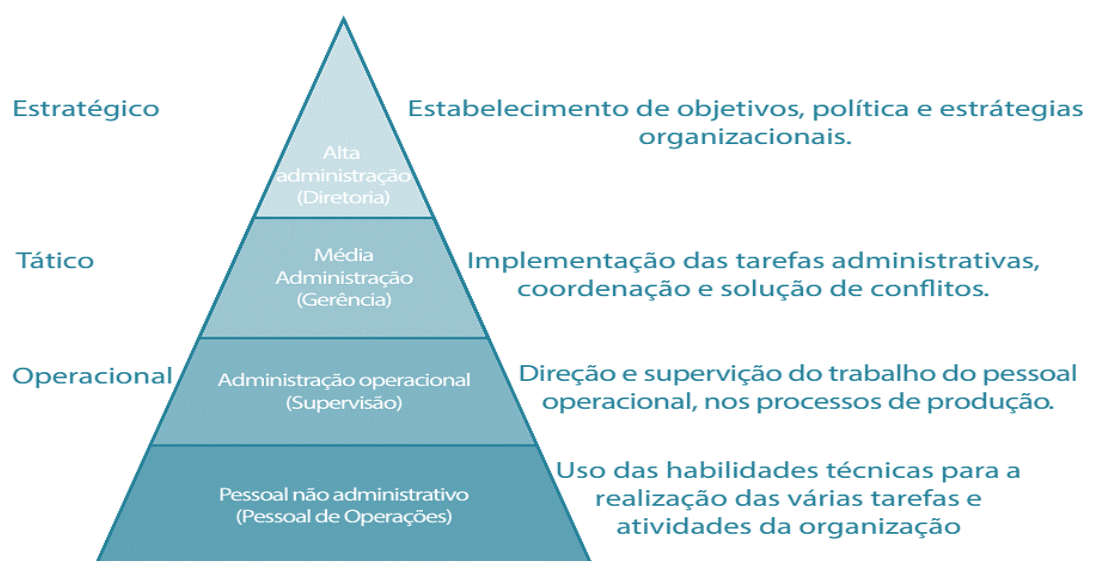 Estratégico
Estabelecimento de objetivos, política e estrátegias
organizacionais.
Alta
administração
(Diretoria)
Tático
Média
Administração
(Gerência)
Implementação das tarefas administrativas,
coordenação e solução de conflitos.
Operacional
Administração operacional
(Supervisão)
Direção e supervição do trabalho do pessoal
operacional, nos processos de produção.
Pessoal não administrativo
(Pessoal de Operações)
Uso das habilidades técnicas para a
realização das várias tarefas e
atividades da organização